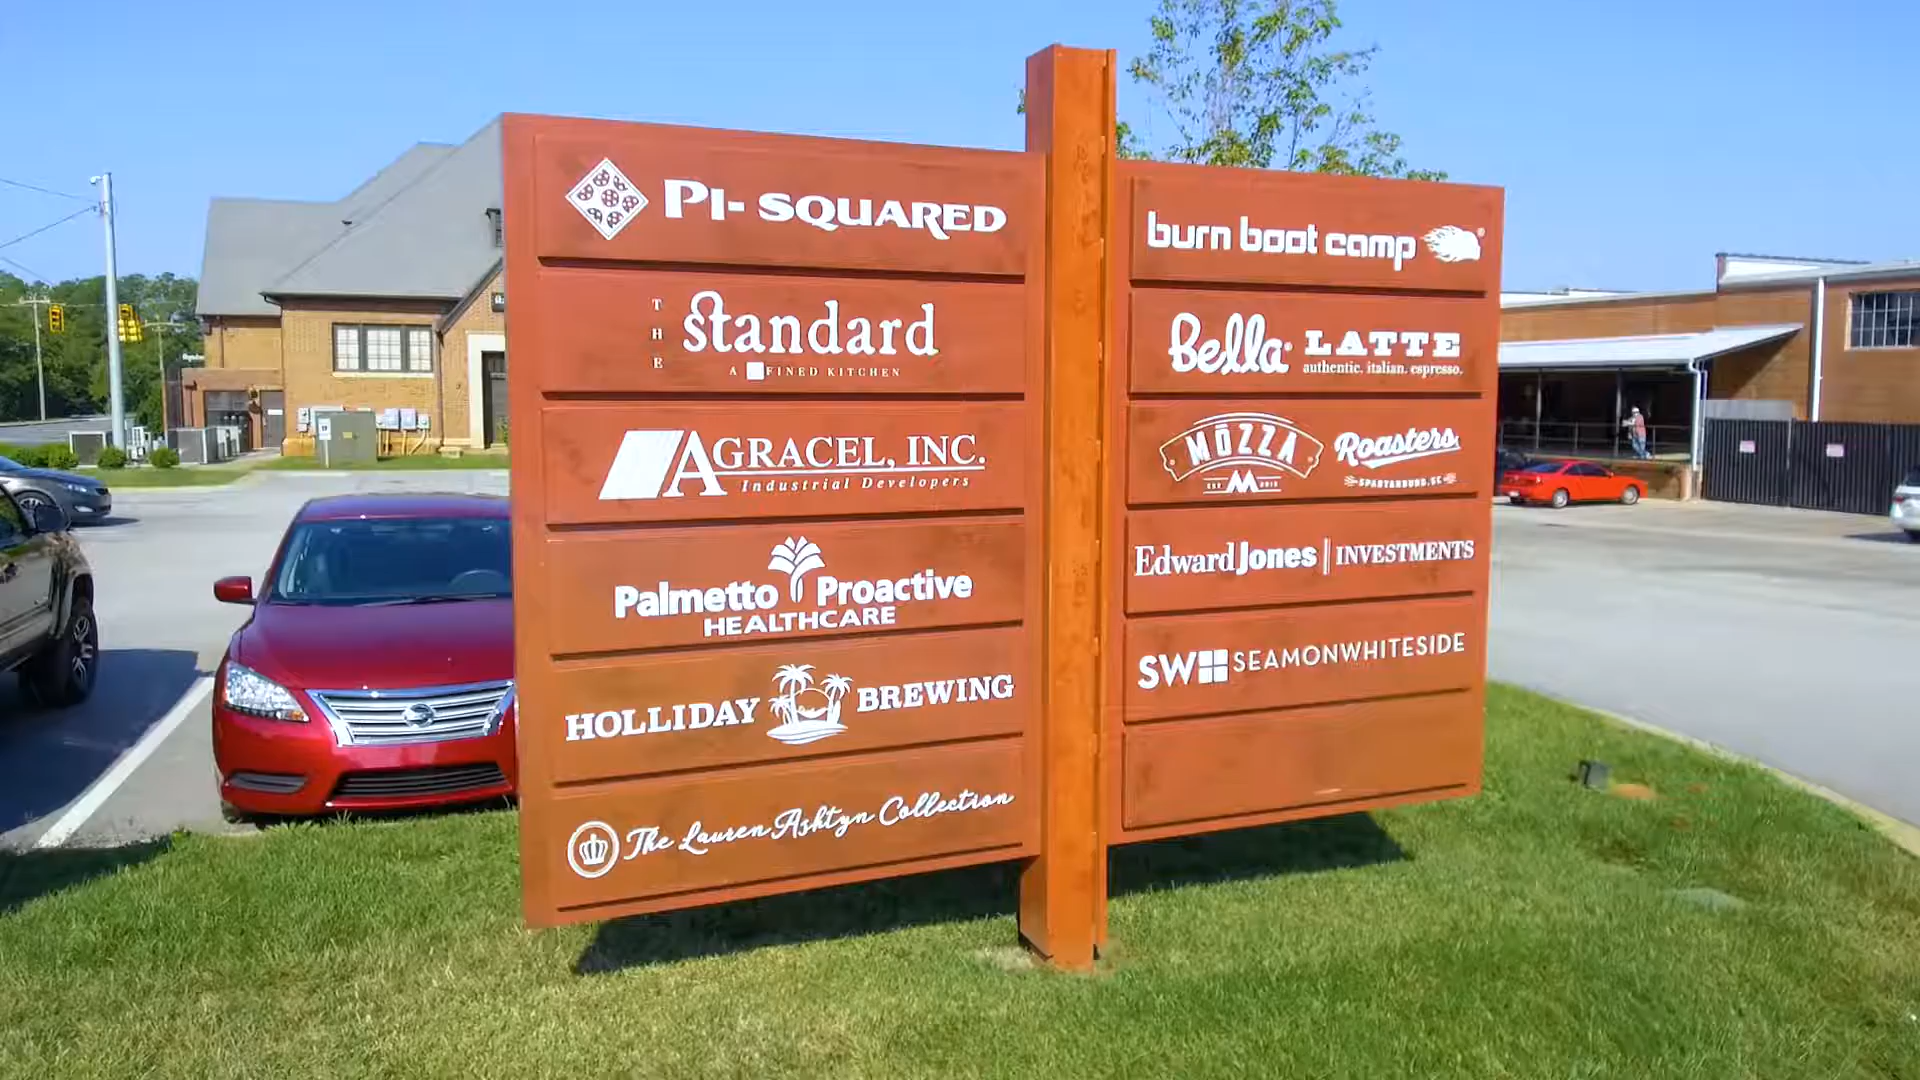 PI-SQUARED
THE Standard
A FINED KITCHEN
AGRACEL, INC.
Industrial Developers
Palmetto Proactive
HEALTHCARE
HOLLIDAY BREWING
The Lauren Ashtyn Collection
burn boot camp
Bella LATTE
authentic. italian. espresso.
MŌZZA Roasters
SPARTANBURG, SC
Edward Jones | INVESTMENTS
SW SEAMONWHITESIDE